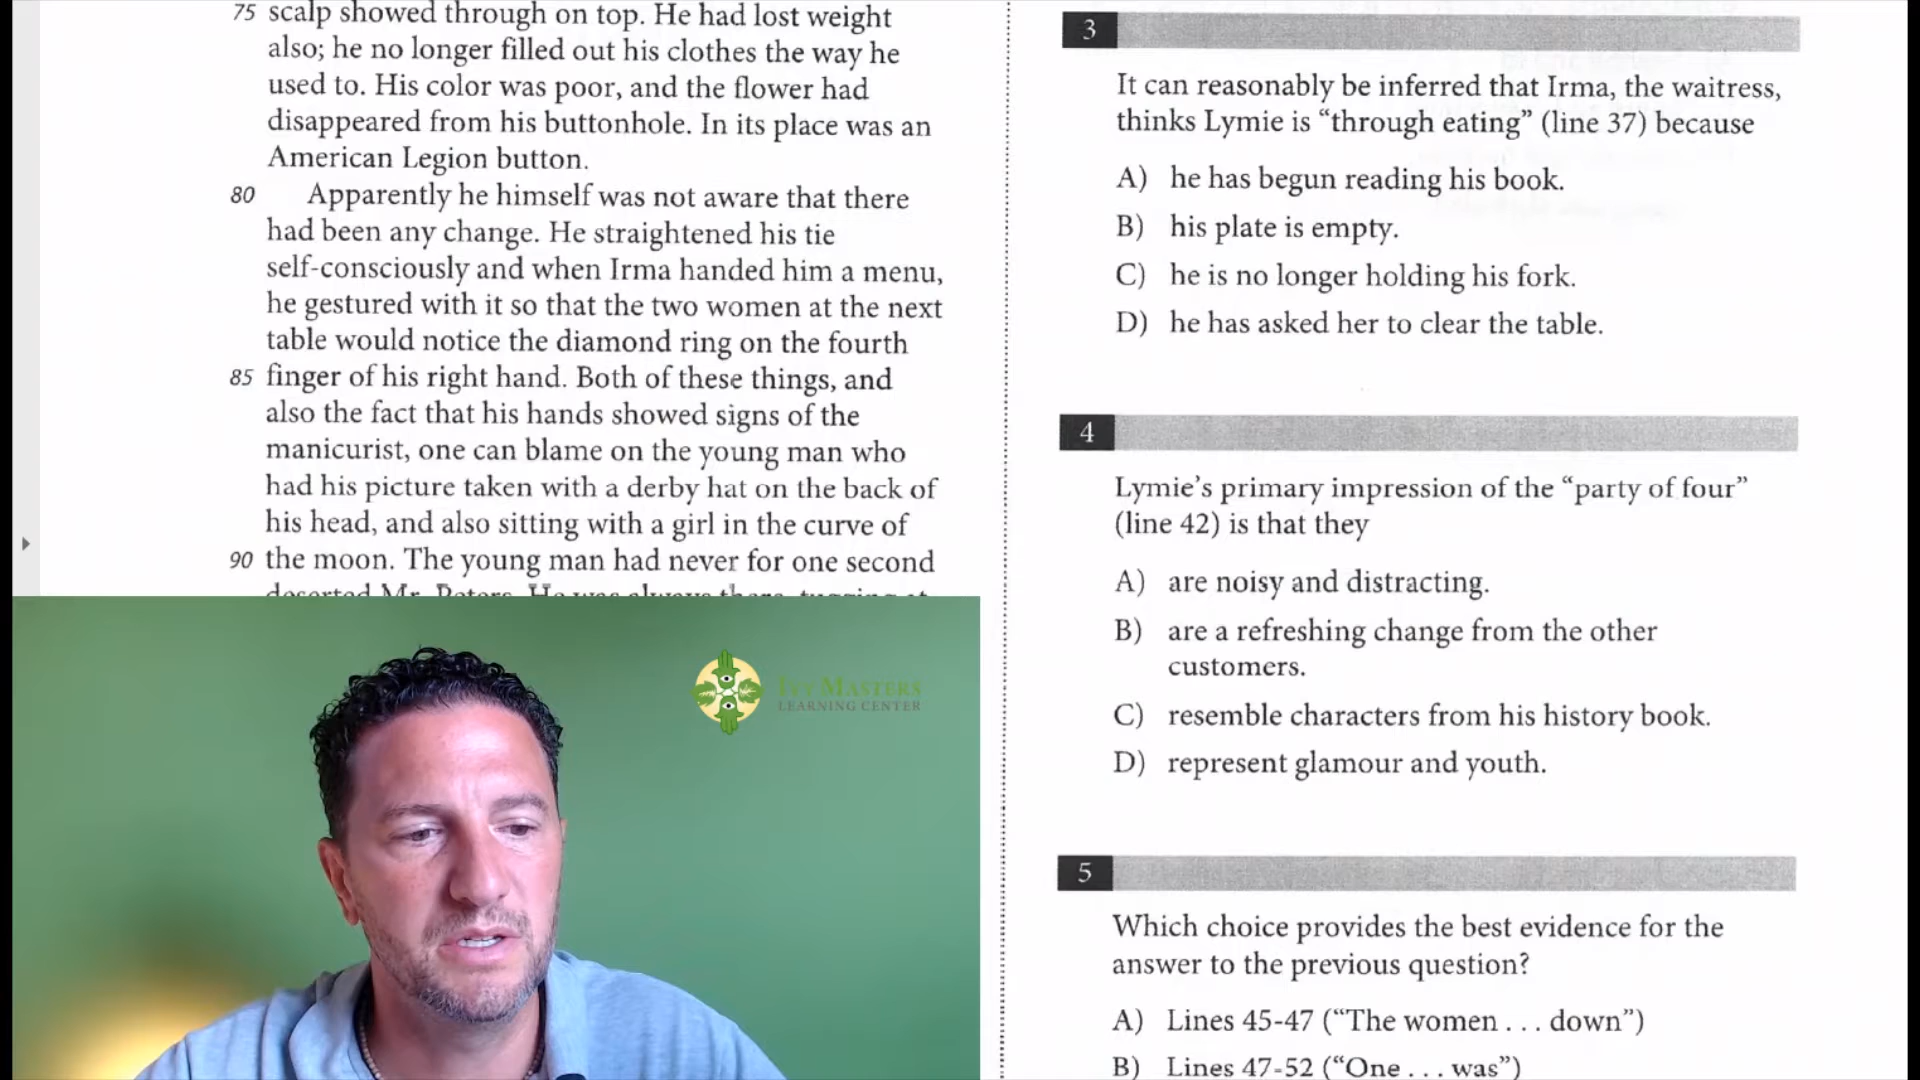 75 scalp showed through on top. He had lost weight
also; he no longer filled out his clothes the way he
used to. His color was poor, and the flower had
disappeared from his buttonhole. In its place was an
American Legion button.
80 Apparently he himself was not aware that there
had been any change. He straightened his tie
self-consciously and when Irma handed him a menu,
he gestured with it so that the two women at the next
table would notice the diamond ring on the fourth
85 finger of his right hand. Both of these things, and
also the fact that his hands showed signs of the
manicurist, one can blame on the young man who
had his picture taken with a derby hat on the back of
his head, and also sitting with a girl in the curve of
90 the moon. The young man had never for one second
deserted Mr. Peters. He was always there, tugging at
IVY MASTERS
LEARNING CENTER
3
It can reasonably be inferred that Irma, the waitress,
thinks Lymie is “through eating” (line 37) because
A) he has begun reading his book.
B) his plate is empty.
C) he is no longer holding his fork.
D) he has asked her to clear the table.
4
Lymie’s primary impression of the “party of four”
(line 42) is that they
A) are noisy and distracting.
B) are a refreshing change from the other
customers.
C) resemble characters from his history book.
D) represent glamour and youth.
5
Which choice provides the best evidence for the
answer to the previous question?
A) Lines 45-47 (“The women . . . down”)
B) Lines 47-52 (“One . . . was”)